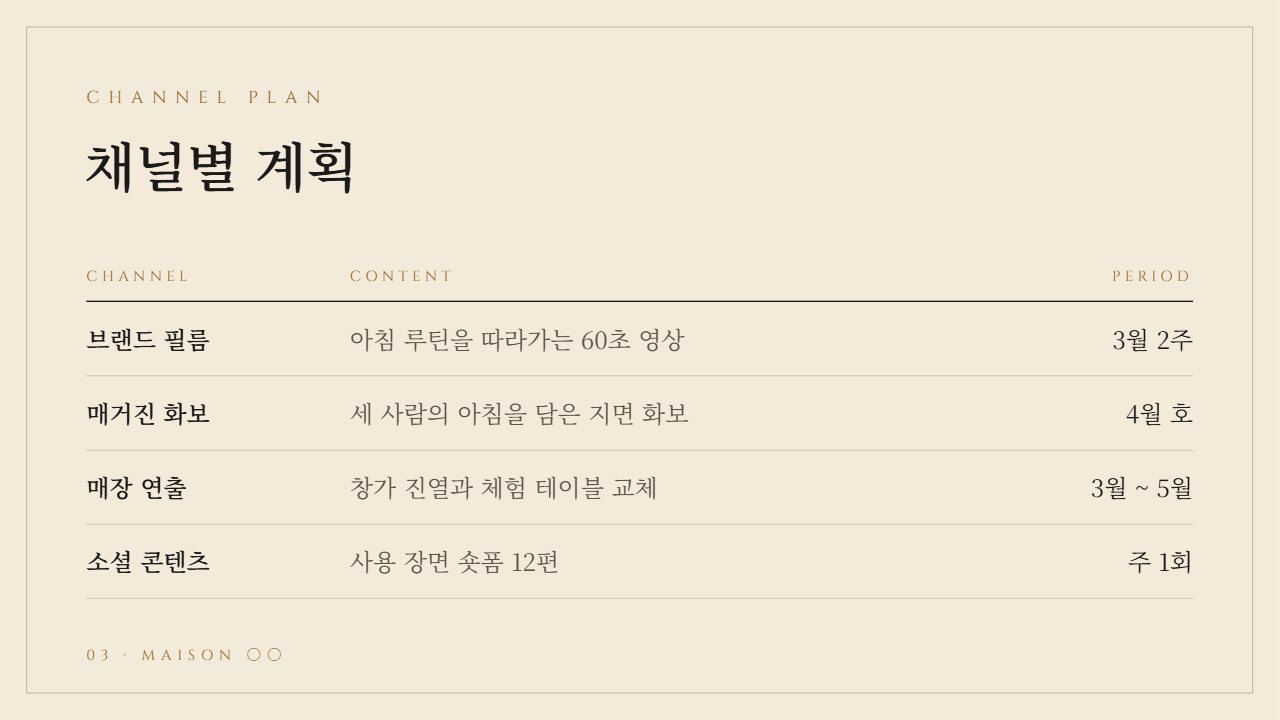 CHANNEL PLAN
채널별 계획
CHANNEL CONTENT PERIOD
브랜드 필름 아침 루틴을 따라가는 60초 영상 3월 2주
매거진 화보 세 사람의 아침을 담은 지면 화보 4월 호
매장 연출 창가 진열과 체험 테이블 교체 3월 ~ 5월
소셜 콘텐츠 사용 장면 숏폼 12편 주 1회
03 · MAISON 〇〇